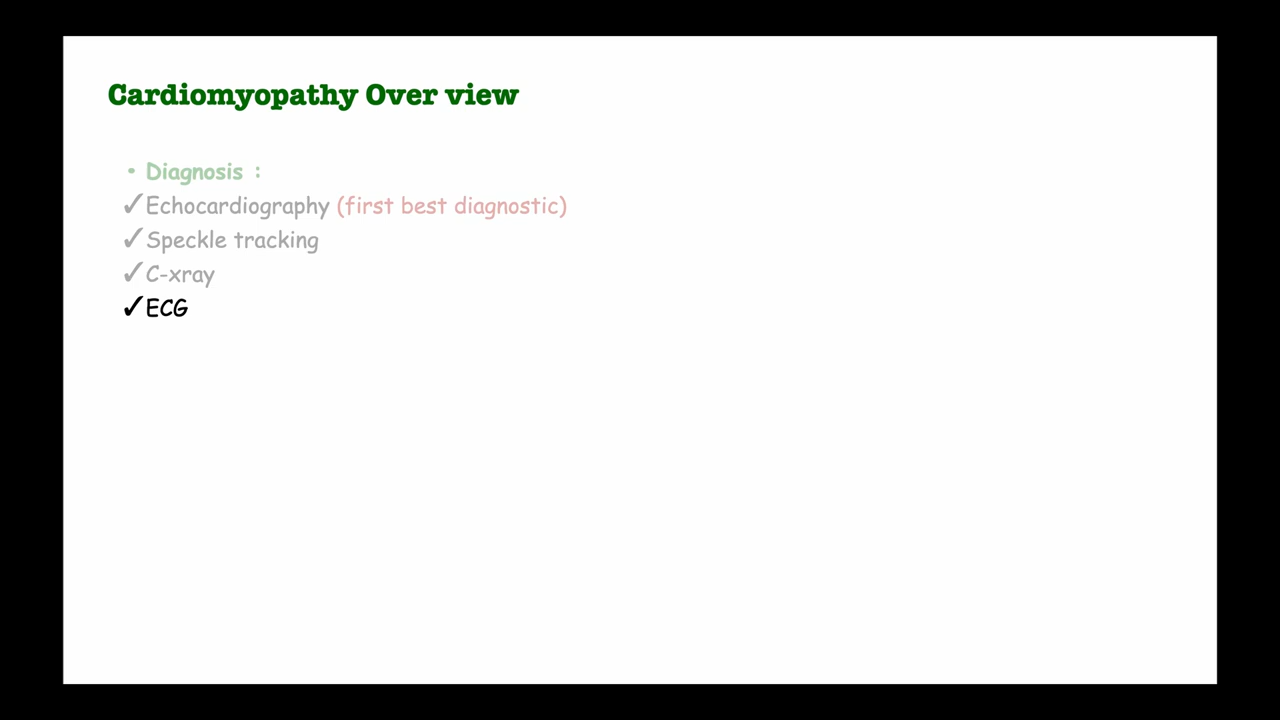 Cardiomyopathy Over view
• Diagnosis :
✓Echocardiography (first best diagnostic)
✓Speckle tracking
✓C-xray
✓ECG